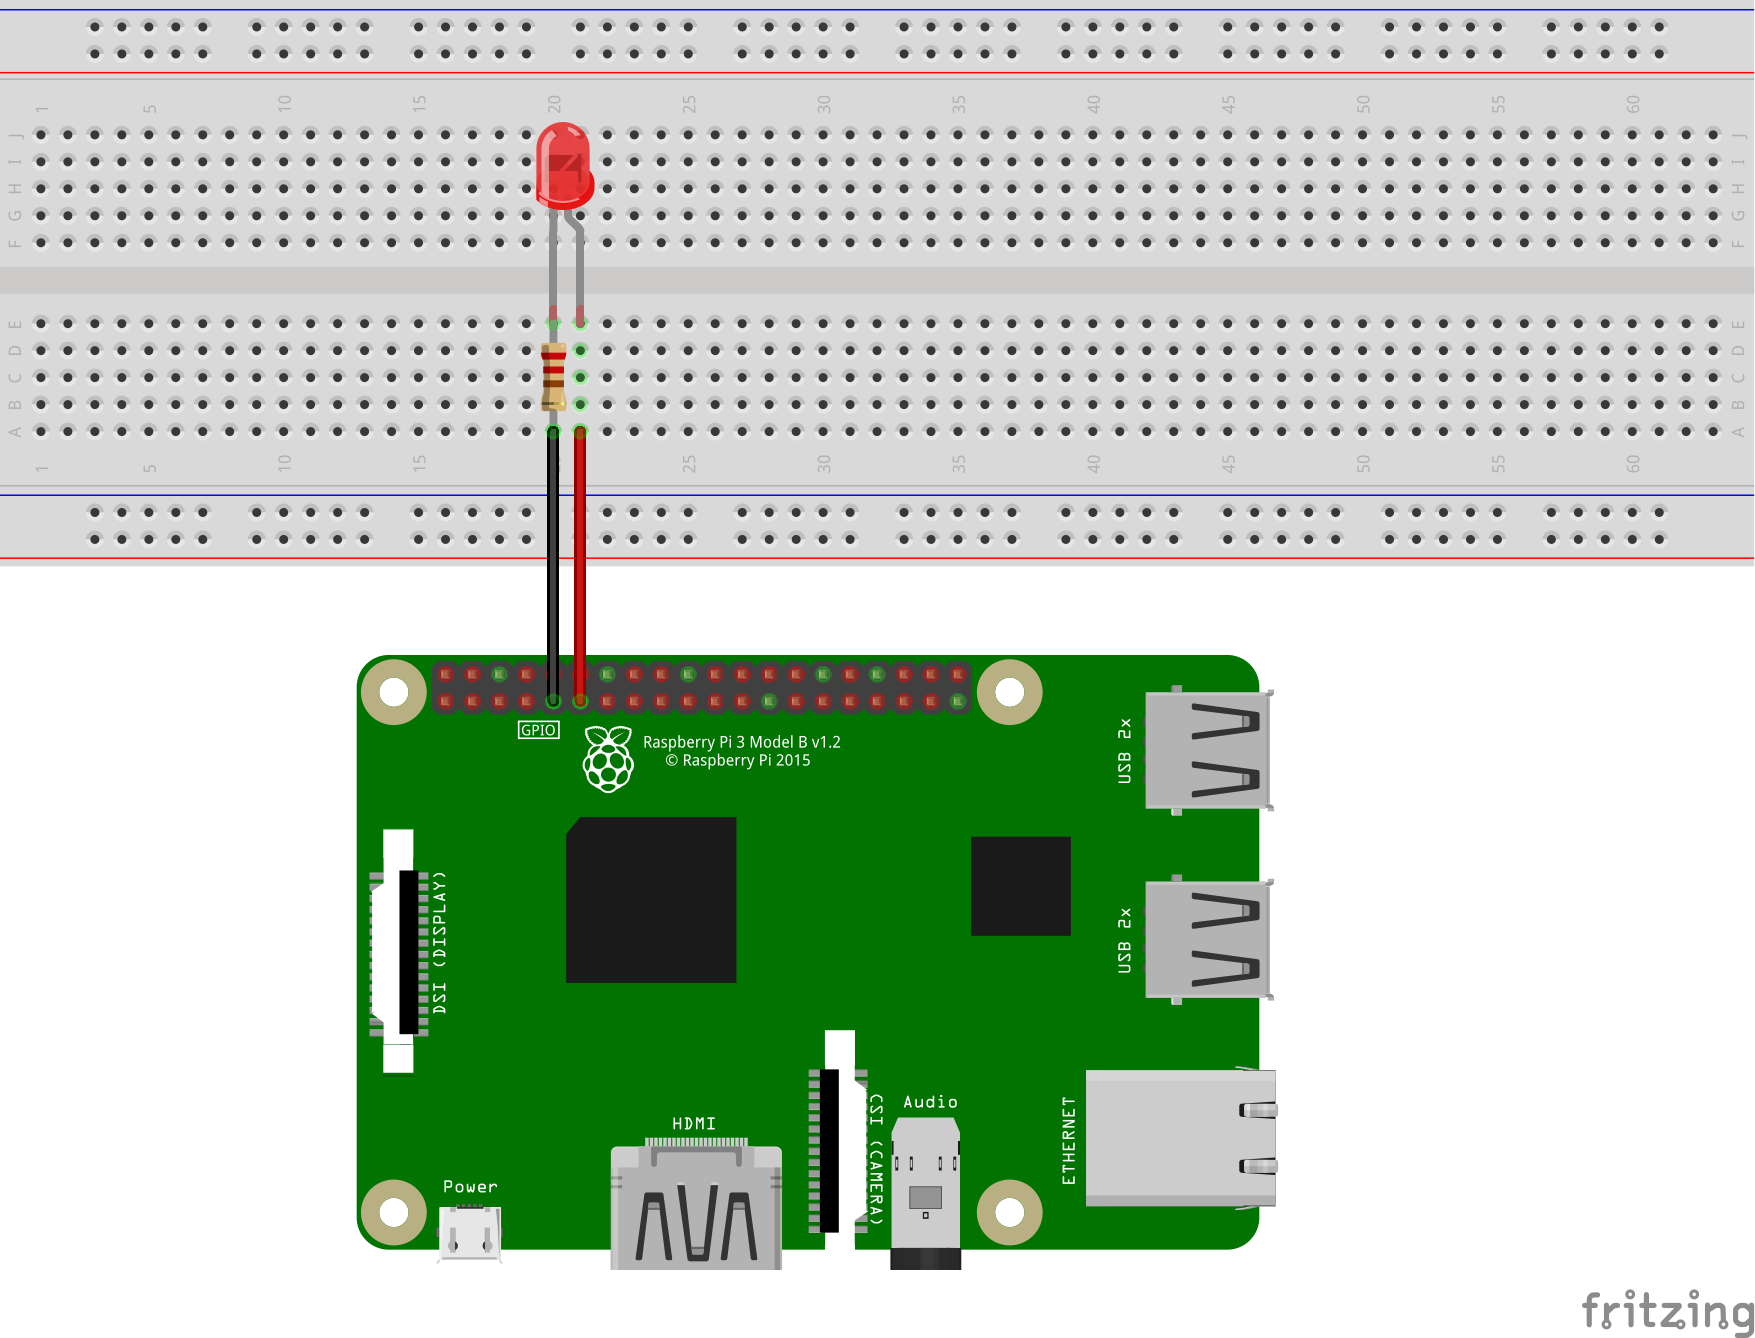 1 5 10 15 20 25 30 35 40 45 50 55 60
J J
I I
H H
G G
F F
E E
D D
C C
B B
A A
1 5 10 15 25 30 35 40 45 50 55 60
GPIO
Raspberry Pi 3 Model B v1.2
© Raspberry Pi 2015
USB 2x
DSI (DISPLAY)
USB 2x
HDMI
CSI (CAMERA)
Audio
ETHERNET
Power
fritzing